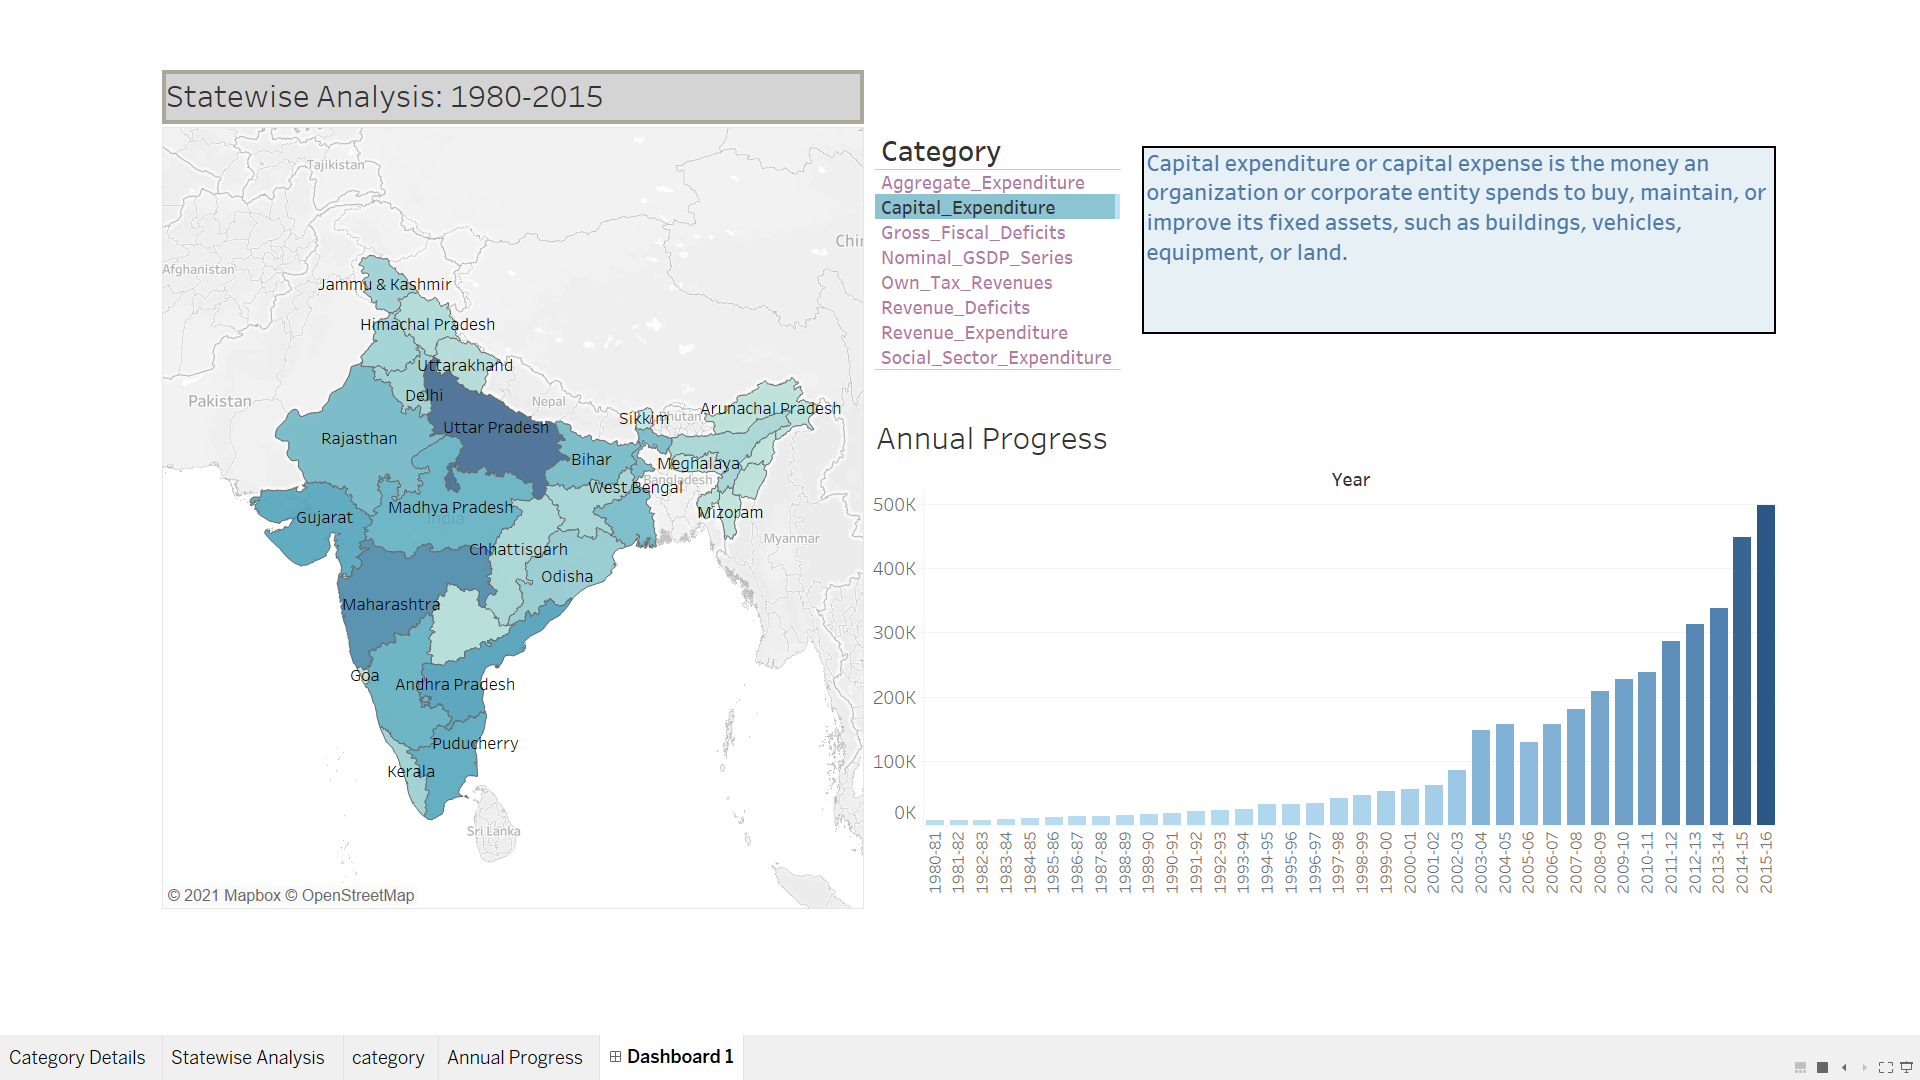 Statewise Analysis: 1980-2015
Tajikistan
Chin
Afghanistan
Jammu & Kashmir
Himachal Pradesh
Uttarakhand
Pakistan
Delhi
Nepal
Sikkim
Bhutan
Arunachal Pradesh
Uttar Pradesh
Rajasthan
Bihar
Meghalaya
Bangladesh
West Bengal
Gujarat
Madhya Pradesh
India
Mizoram
Myanmar
Chhattisgarh
Odisha
Maharashtra
Goa
Andhra Pradesh
Puducherry
Kerala
Sri Lanka
© 2021 Mapbox © OpenStreetMap
Category
Aggregate_Expenditure
Capital_Expenditure
Gross_Fiscal_Deficits
Nominal_GSDP_Series
Own_Tax_Revenues
Revenue_Deficits
Revenue_Expenditure
Social_Sector_Expenditure
Capital expenditure or capital expense is the money an
organization or corporate entity spends to buy, maintain, or
improve its fixed assets, such as buildings, vehicles,
equipment, or land.
Annual Progress
Year
500K
400K
300K
200K
100K
0K
1980-81
1981-82
1982-83
1983-84
1984-85
1985-86
1986-87
1987-88
1988-89
1989-90
1990-91
1991-92
1992-93
1993-94
1994-95
1995-96
1996-97
1997-98
1998-99
1999-00
2000-01
2001-02
2002-03
2003-04
2004-05
2005-06
2006-07
2007-08
2008-09
2009-10
2010-11
2011-12
2012-13
2013-14
2014-15
2015-16
Category Details
Statewise Analysis
category
Annual Progress
Dashboard 1